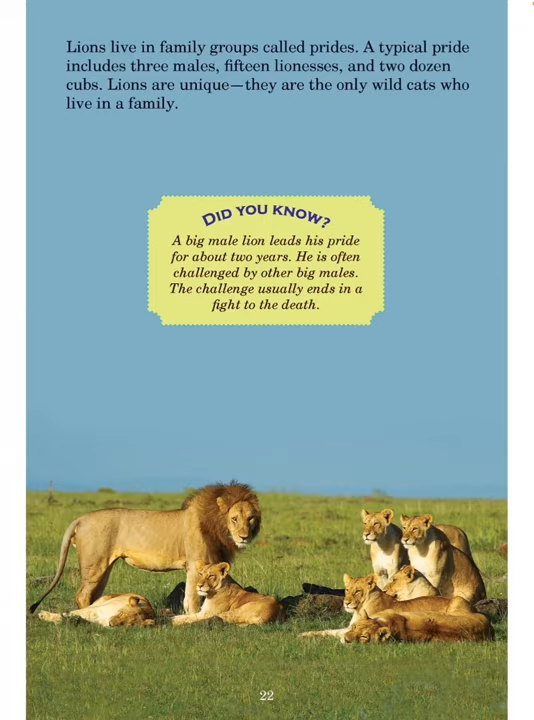 Lions live in family groups called prides. A typical pride
includes three males, fifteen lionesses, and two dozen
cubs. Lions are unique—they are the only wild cats who
live in a family.
DID YOU KNOW?
A big male lion leads his pride
for about two years. He is often
challenged by other big males.
The challenge usually ends in a
fight to the death.
22